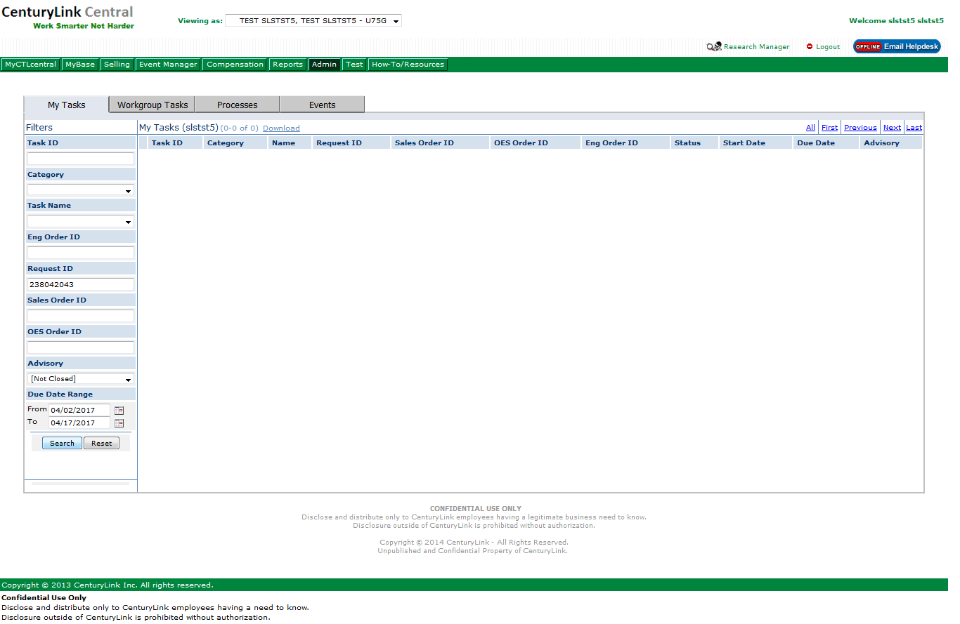 CenturyLink Central
Work Smarter Not Harder
Viewing as: TEST SLSTST5, TEST SLSTST5 - U75G
Welcome slstst5 slstst5
Research Manager Logout OFFLINE Email Helpdesk
MyCTLcentral MyBase Selling Event Manager Compensation Reports Admin Test How-To/Resources
My Tasks Workgroup Tasks Processes Events
Filters
My Tasks (slstst5) (0-0 of 0) Download All First Previous Next Last
Task ID Category Name Request ID Sales Order ID OES Order ID Eng Order ID Status Start Date Due Date Advisory
Task ID
Category
Task Name
Eng Order ID
Request ID
238042043
Sales Order ID
OES Order ID
Advisory
[Not Closed]
Due Date Range
From 04/02/2017
To 04/17/2017
Search Reset
CONFIDENTIAL USE ONLY
Disclose and distribute only to CenturyLink employees having a legitimate business need to know.
Disclosure outside of CenturyLink is prohibited without authorization.
Copyright © 2014 CenturyLink - All Rights Reserved.
Unpublished and Confidential Property of CenturyLink.
Copyright © 2013 CenturyLink Inc. All rights reserved.
Confidential Use Only
Disclose and distribute only to CenturyLink employees having a need to know.
Disclosure outside of CenturyLink is prohibited without authorization.